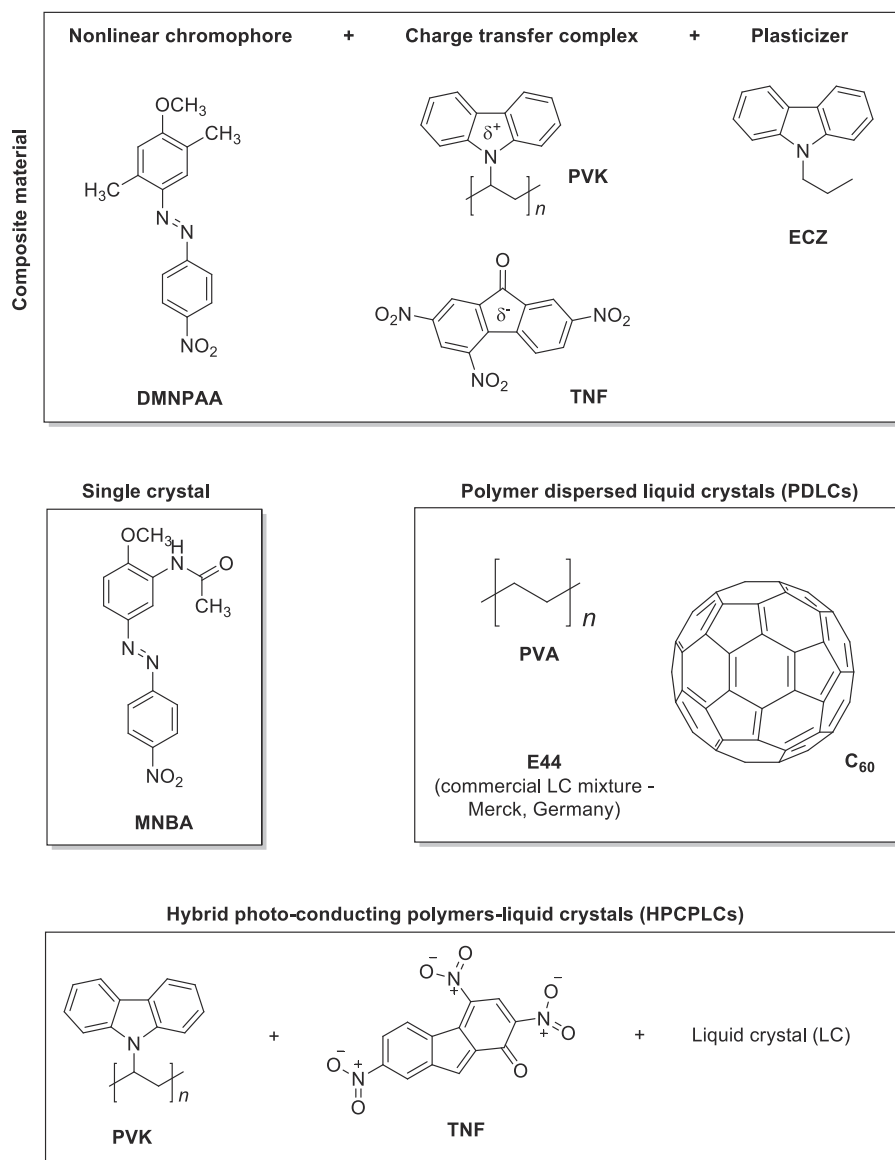 Nonlinear chromophore + Charge transfer complex + Plasticizer
Composite material
OCH3
CH3
H3C
N
N
NO2
DMNPAA
δ+
N
n
PVK
O
O2N
δ-
NO2
NO2
TNF
N
ECZ
Single crystal
OCH3
H
N
O
CH3
N
N
NO2
MNBA
Polymer dispersed liquid crystals (PDLCs)
n
PVA
E44
(commercial LC mixture -
Merck, Germany)
C60
Hybrid photo-conducting polymers-liquid crystals (HPCPLCs)
N
n
PVK
+
O
O− N+
O−
N+
O
O
O− N+
O
TNF
+
Liquid crystal (LC)